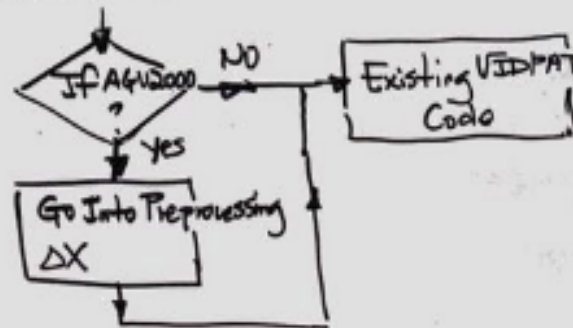 If AGV2000
?
NO
Yes
Existing VIDPAT
Code
Go Into Preprocessing
ΔX